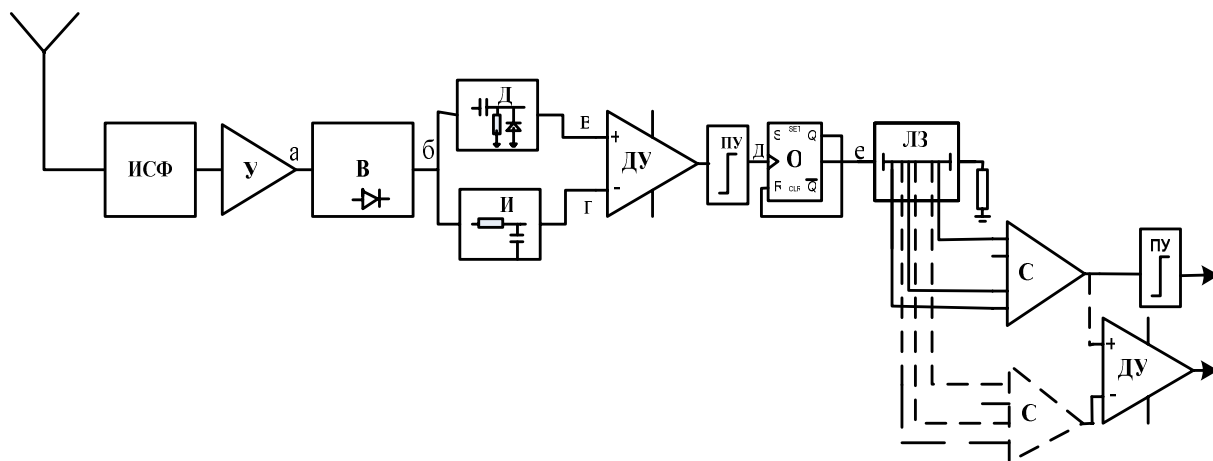 ИСФ
У
а
В
б
Д
И
в
г
+
ДУ
-
ПУ
д
S
SET
Q
О
R
CLR
Q
е
ЛЗ
С
ПУ
+
ДУ
-
С